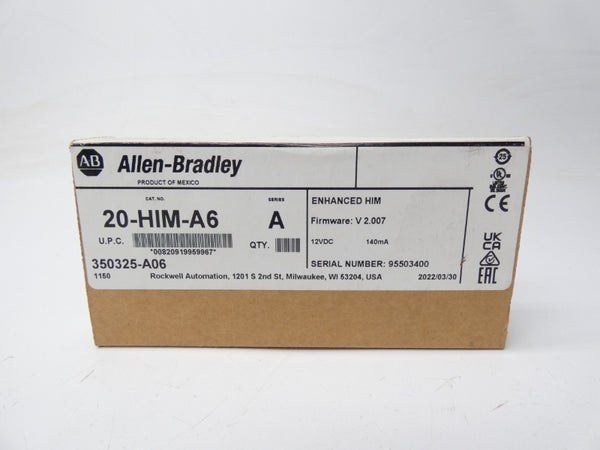 AB Allen-Bradley
PRODUCT OF MEXICO
CAT. NO. SERIES
20-HIM-A6 A
U.P.C. QTY.
*00820919959967*
350325-A06
1150 Rockwell Automation, 1201 S 2nd St, Milwaukee, WI 53204, USA
ENHANCED HIM
Firmware: V 2.007
12VDC 140mA
SERIAL NUMBER: 95503400
2022/03/30
25
UL
CE
UK
CA
EAC